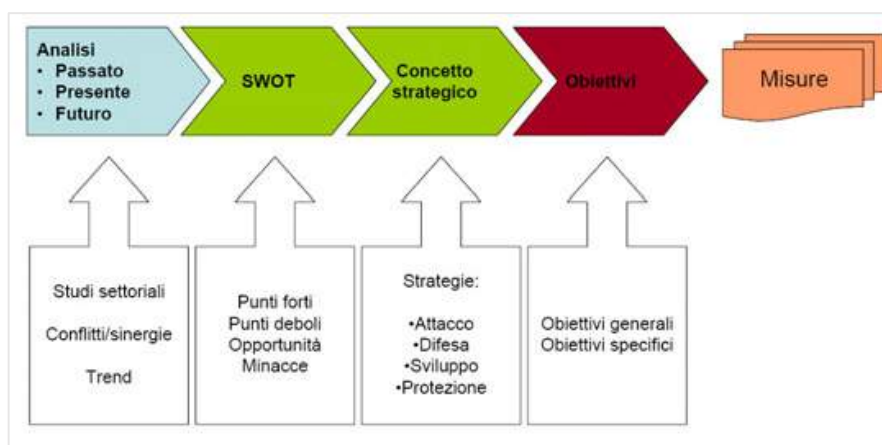 Analisi
• Passato
• Presente
• Futuro
SWOT
Concetto
strategico
Obiettivi
Misure
Studi settoriali
Conflitti/sinergie
Trend
Punti forti
Punti deboli
Opportunità
Minacce
Strategie:
•Attacco
•Difesa
•Sviluppo
•Protezione
Obiettivi generali
Obiettivi specifici